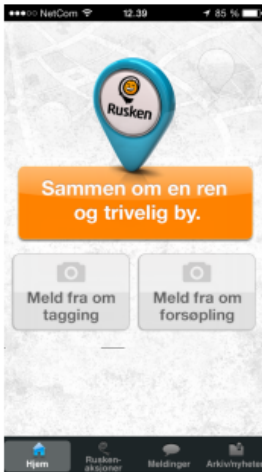 NetCom 12.39 85 %
Rusken
Sammen om en ren
og trivelig by.
Meld fra om
tagging
Meld fra om
forsøpling
Hjem
Rusken-
aksjoner
Meldinger
Arkiv/nyheter